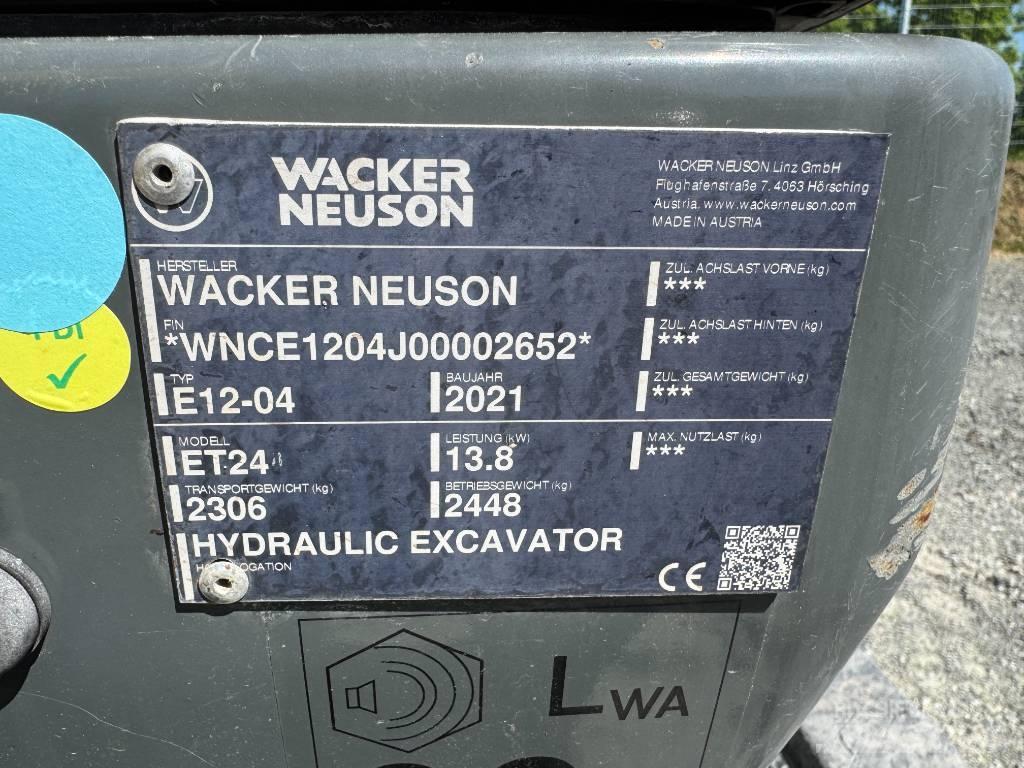 WACKER
NEUSON
WACKER NEUSON Linz GmbH
Flughafenstraße 7, 4063 Hörsching
Austria, www.wackerneuson.com
MADE IN AUSTRIA
HERSTELLER
WACKER NEUSON
ZUL. ACHSLAST VORNE (kg)
***
FIN
*WNCE1204J00002652*
ZUL. ACHSLAST HINTEN (kg)
***
TYP
E12-04
BAUJAHR
2021
ZUL. GESAMTGEWICHT (kg)
***
MODELL
ET24
LEISTUNG (kW)
13.8
MAX. NUTZLAST (kg)
***
TRANSPORTGEWICHT (kg)
2306
BETRIEBSGEWICHT (kg)
2448
HYDRAULIC EXCAVATOR
CE
LWA